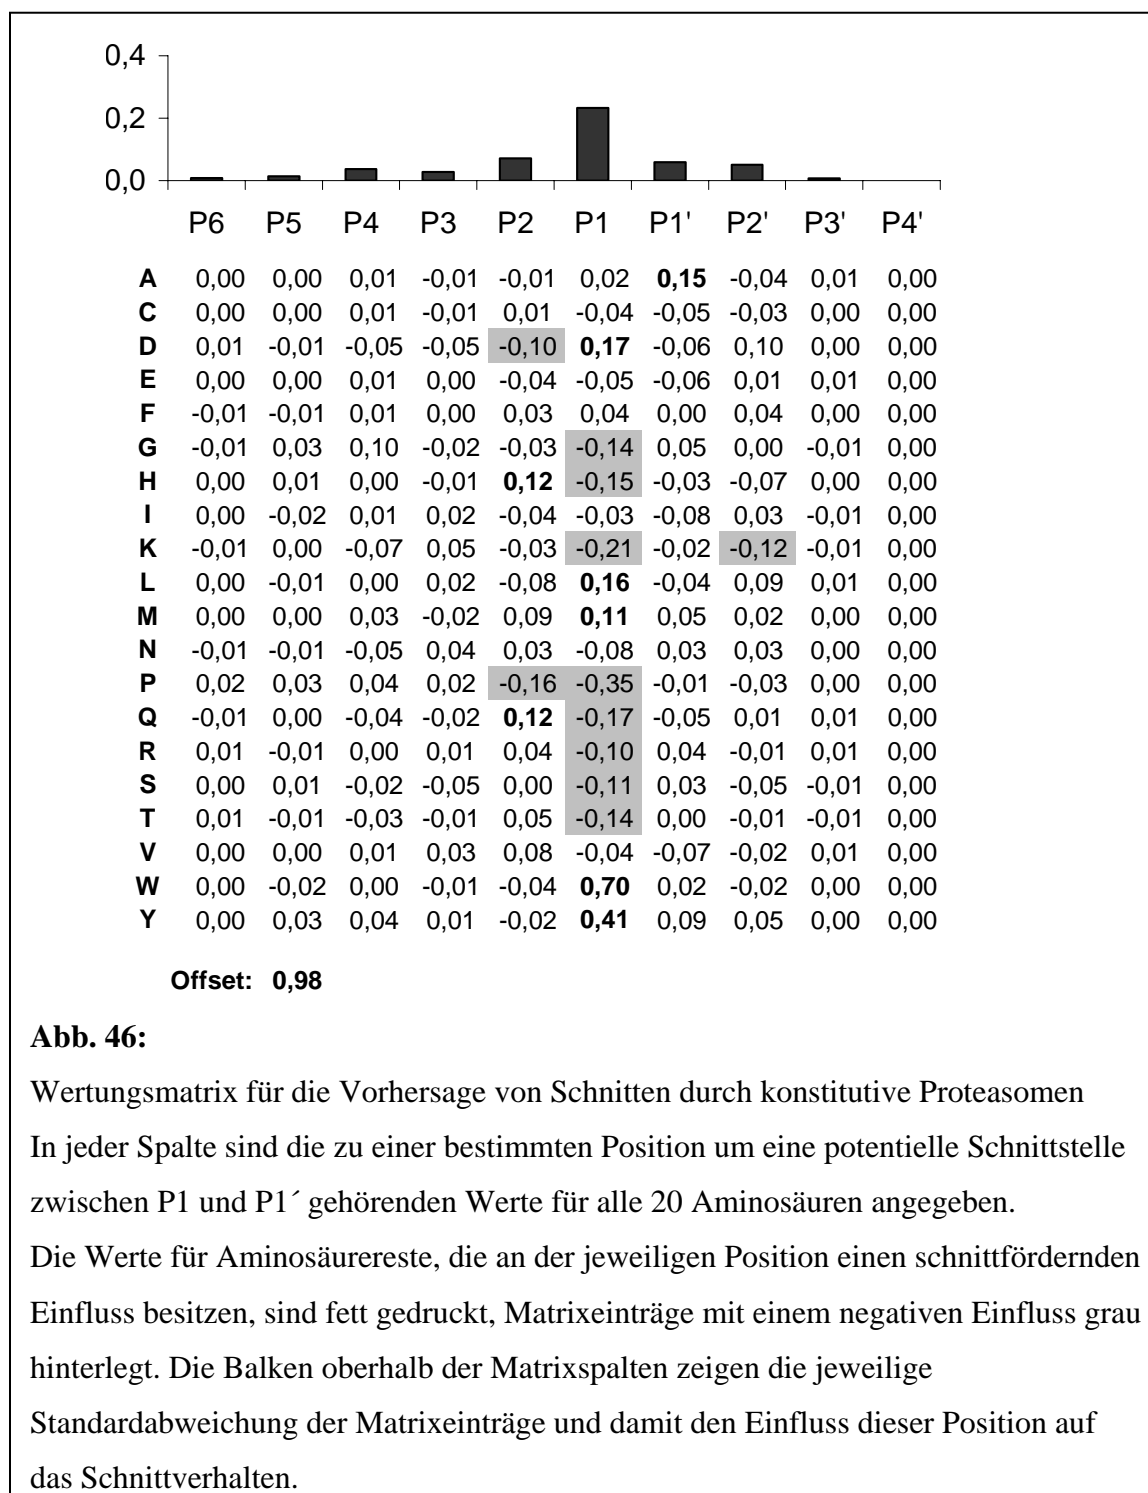 0,4
0,2
0,0
P6 P5 P4 P3 P2 P1 P1' P2' P3' P4'
A 0,00 0,00 0,01 -0,01 -0,01 0,02 0,15 -0,04 0,01 0,00
C 0,00 0,00 0,01 -0,01 0,01 -0,04 -0,05 -0,03 0,00 0,00
D 0,01 -0,01 -0,05 -0,05 -0,10 0,17 -0,06 0,10 0,00 0,00
E 0,00 0,00 0,01 0,00 -0,04 -0,05 -0,06 0,01 0,01 0,00
F -0,01 -0,01 0,01 0,00 0,03 0,04 0,00 0,04 0,00 0,00
G -0,01 0,03 0,10 -0,02 -0,03 -0,14 0,05 0,00 -0,01 0,00
H 0,00 0,01 0,00 -0,01 0,12 -0,15 -0,03 -0,07 0,00 0,00
I 0,00 -0,02 0,01 0,02 -0,04 -0,03 -0,08 0,03 -0,01 0,00
K -0,01 0,00 -0,07 0,05 -0,03 -0,21 -0,02 -0,12 -0,01 0,00
L 0,00 -0,01 0,00 0,02 -0,08 0,16 -0,04 0,09 0,01 0,00
M 0,00 0,00 0,03 -0,02 0,09 0,11 0,05 0,02 0,00 0,00
N -0,01 -0,01 -0,05 0,04 0,03 -0,08 0,03 0,03 0,00 0,00
P 0,02 0,03 0,04 0,02 -0,16 -0,35 -0,01 -0,03 0,00 0,00
Q -0,01 0,00 -0,04 -0,02 0,12 -0,17 -0,05 0,01 0,01 0,00
R 0,01 -0,01 0,00 0,01 0,04 -0,10 0,04 -0,01 0,01 0,00
S 0,00 0,01 -0,02 -0,05 0,00 -0,11 0,03 -0,05 -0,01 0,00
T 0,01 -0,01 -0,03 -0,01 0,05 -0,14 0,00 -0,01 -0,01 0,00
V 0,00 0,00 0,01 0,03 0,08 -0,04 -0,07 -0,02 0,01 0,00
W 0,00 -0,02 0,00 -0,01 -0,04 0,70 0,02 -0,02 0,00 0,00
Y 0,00 0,03 0,04 0,01 -0,02 0,41 0,09 0,05 0,00 0,00
Offset: 0,98
Abb. 46:
Wertungsmatrix für die Vorhersage von Schnitten durch konstitutive Proteasomen
In jeder Spalte sind die zu einer bestimmten Position um eine potentielle Schnittstelle
zwischen P1 und P1´ gehörenden Werte für alle 20 Aminosäuren angegeben.
Die Werte für Aminosäurereste, die an der jeweiligen Position einen schnittfördernden
Einfluss besitzen, sind fett gedruckt, Matrixeinträge mit einem negativen Einfluss grau
hinterlegt. Die Balken oberhalb der Matrixspalten zeigen die jeweilige
Standardabweichung der Matrixeinträge und damit den Einfluss dieser Position auf
das Schnittverhalten.